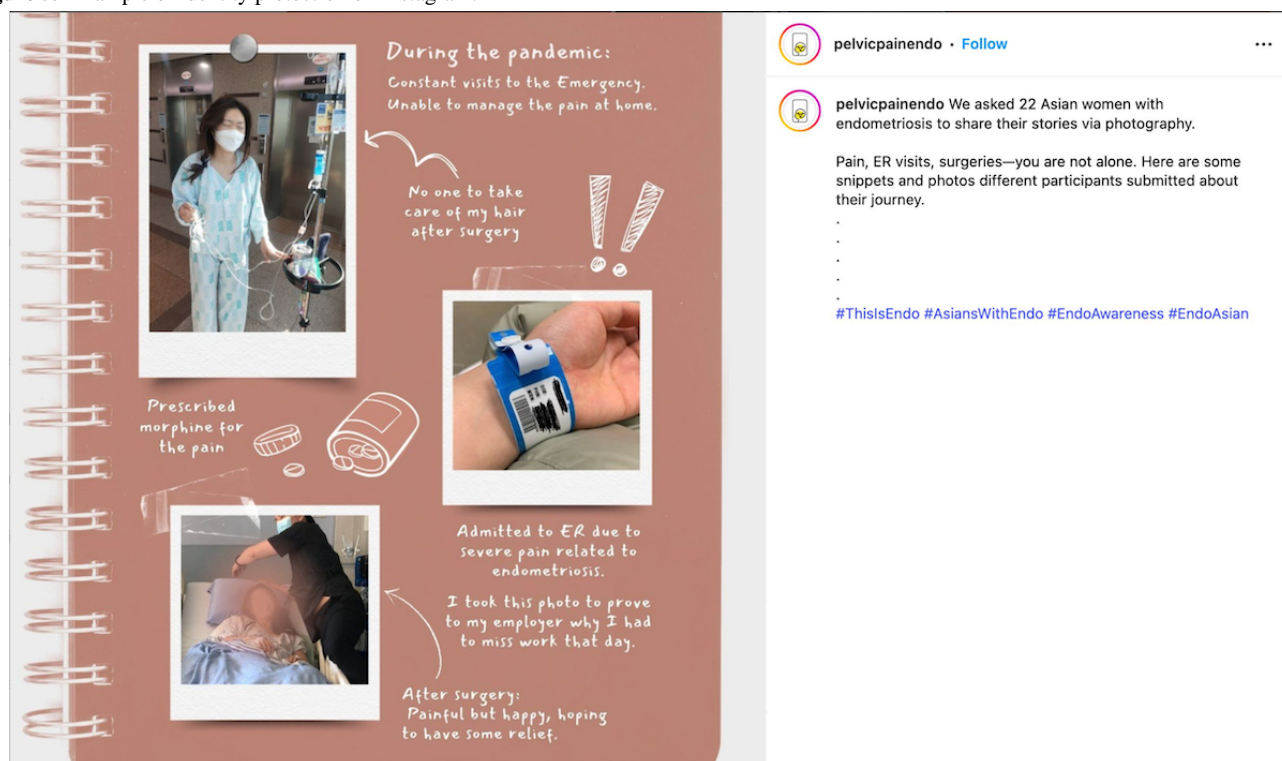 During the pandemic:
Constant visits to the Emergency.
Unable to manage the pain at home.
No one to take
care of my hair
after surgery
Prescribed
morphine for
the pain
Admitted to ER due to
severe pain related to
endometriosis.
I took this photo to prove
to my employer why I had
to miss work that day.
After surgery:
Painful but happy, hoping
to have some relief.
pelvicpainendo · Follow
...
pelvicpainendo We asked 22 Asian women with
endometriosis to share their stories via photography.
Pain, ER visits, surgeries—you are not alone. Here are some
snippets and photos different participants submitted about
their journey.
.
.
.
.
.
#ThisIsEndo #AsiansWithEndo #EndoAwareness #EndoAsian